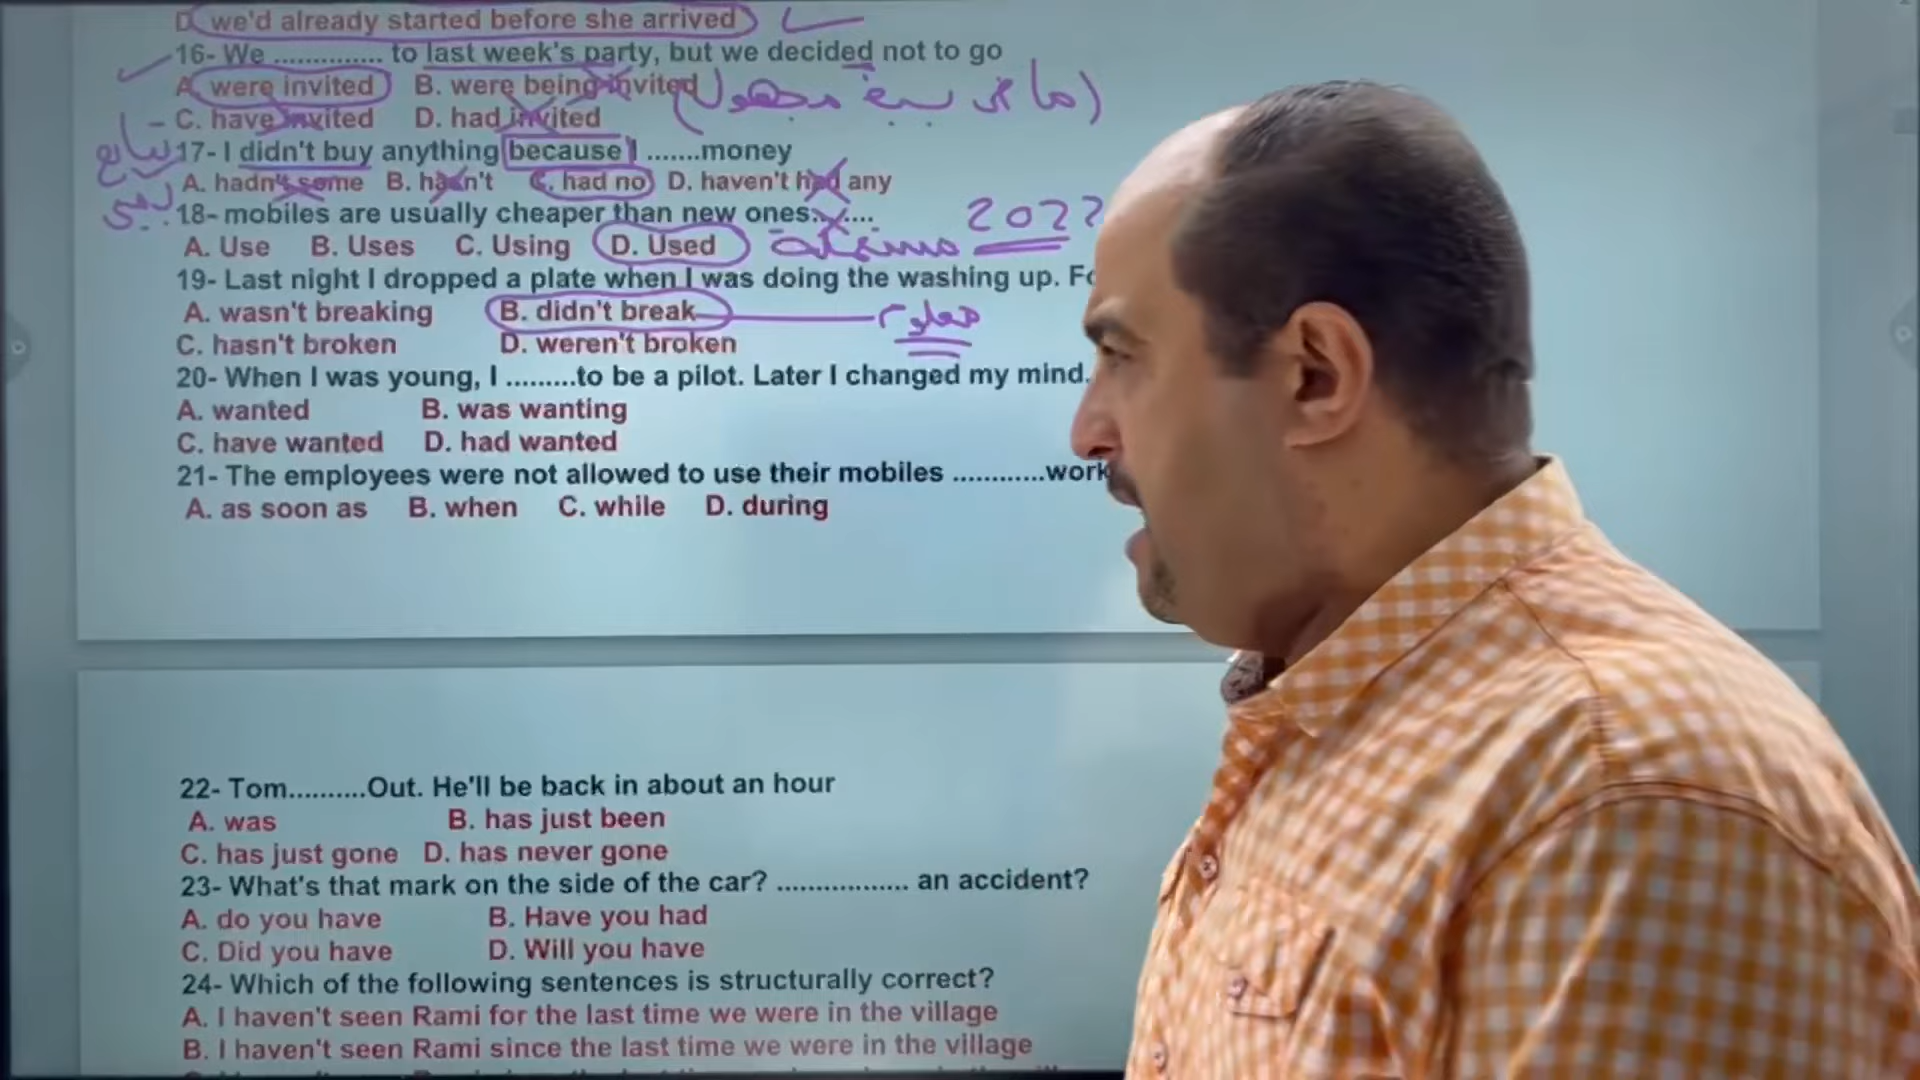 D. we'd already started before she arrived
16- We .............. to last week's party, but we decided not to go
A. were invited B. were being invited (ماضي بسيط مجهول)
C. have invited D. had invited
17- I didn't buy anything because I .......money
A. hadn't some B. hasn't C. had no D. haven't had any
18- mobiles are usually cheaper than new ones....... 2022
A. Use B. Uses C. Using D. Used مستعملة
19- Last night I dropped a plate when I was doing the washing up.
A. wasn't breaking B. didn't break معلوم
C. hasn't broken D. weren't broken
20- When I was young, I .........to be a pilot. Later I changed my mind.
A. wanted B. was wanting
C. have wanted D. had wanted
21- The employees were not allowed to use their mobiles ............work
A. as soon as B. when C. while D. during
22- Tom..........Out. He'll be back in about an hour
A. was B. has just been
C. has just gone D. has never gone
23- What's that mark on the side of the car? ................. an accident?
A. do you have B. Have you had
C. Did you have D. Will you have
24- Which of the following sentences is structurally correct?
A. I haven't seen Rami for the last time we were in the village
B. I haven't seen Rami since the last time we were in the village